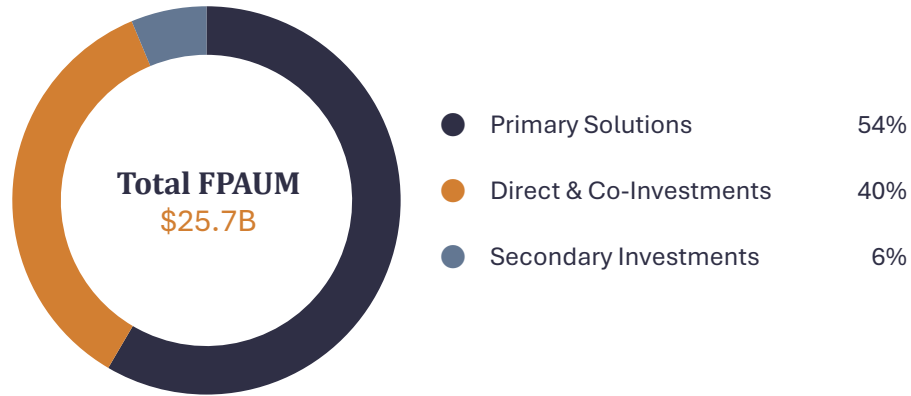 Total FPAUM
$25.7B
Primary Solutions 54%
Direct & Co-Investments 40%
Secondary Investments 6%